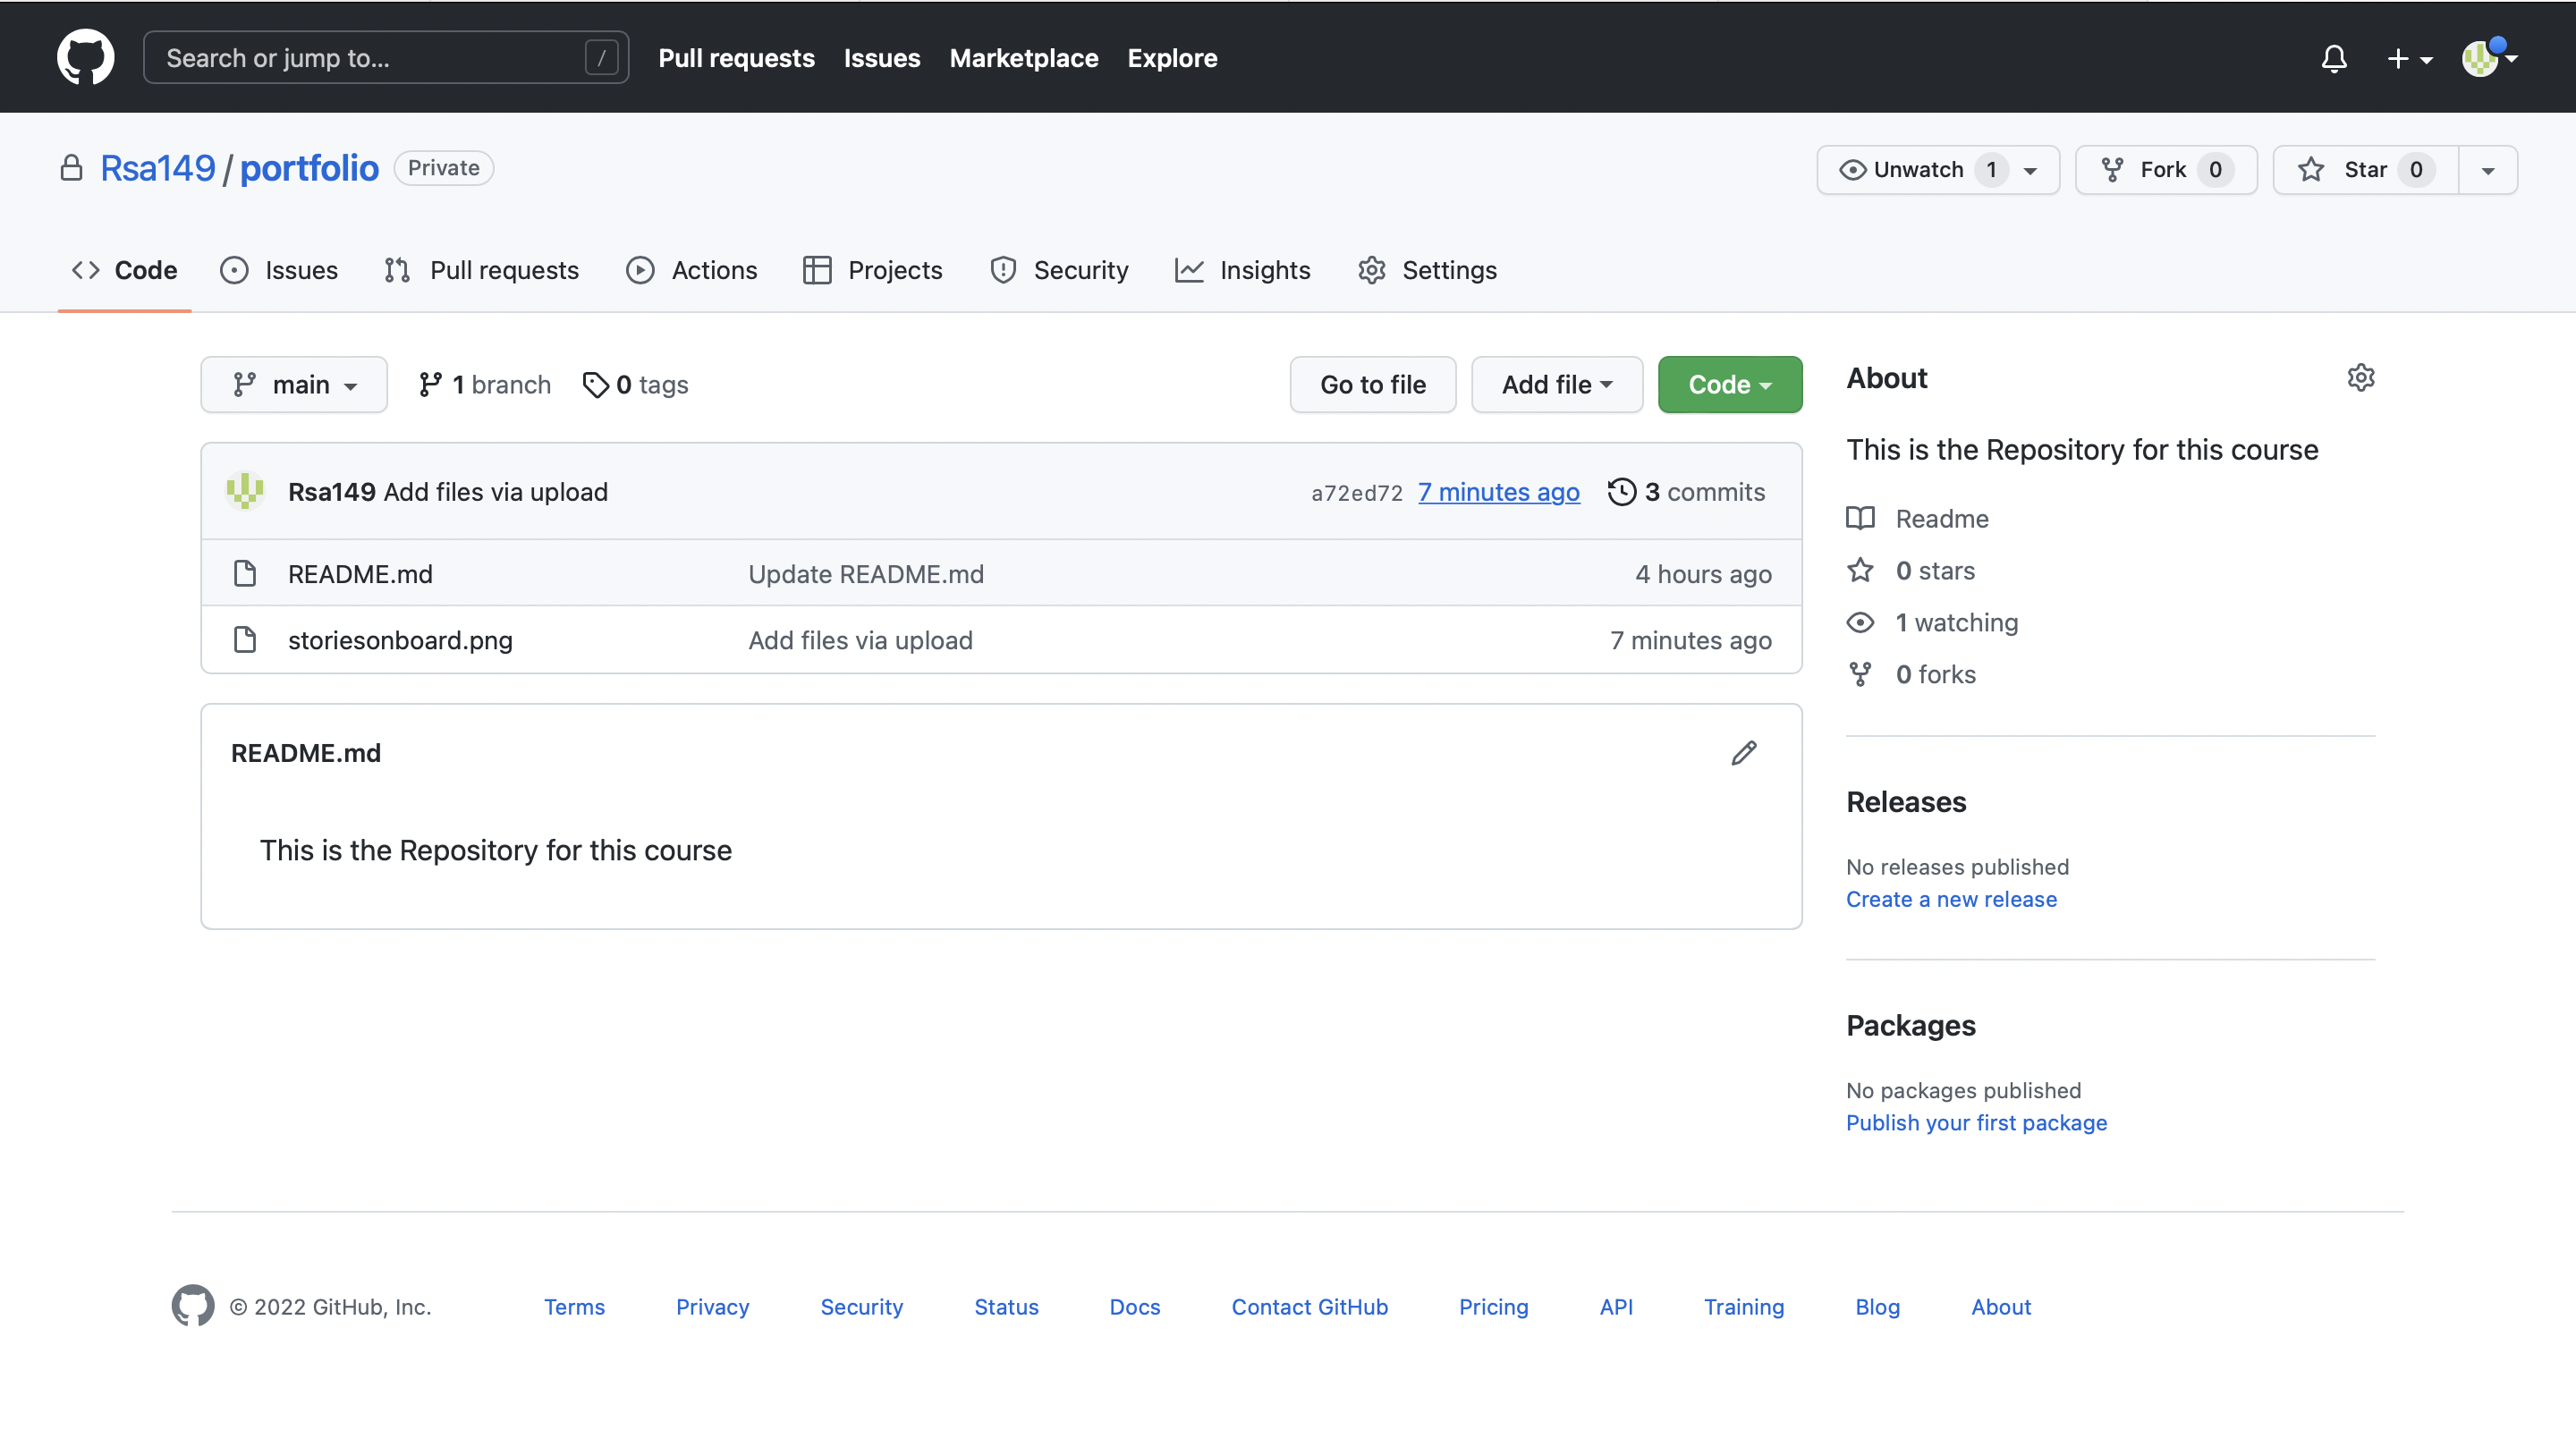 Search or jump to... /
Pull requests Issues Marketplace Explore
Rsa149 / portfolio Private
Unwatch 1 Fork 0 Star 0
Code Issues Pull requests Actions Projects Security Insights Settings
main 1 branch 0 tags Go to file Add file Code
Rsa149 Add files via upload a72ed72 7 minutes ago 3 commits
README.md Update README.md 4 hours ago
storiesonboard.png Add files via upload 7 minutes ago
README.md
This is the Repository for this course
About
This is the Repository for this course
Readme
0 stars
1 watching
0 forks
Releases
No releases published
Create a new release
Packages
No packages published
Publish your first package
© 2022 GitHub, Inc. Terms Privacy Security Status Docs Contact GitHub Pricing API Training Blog About